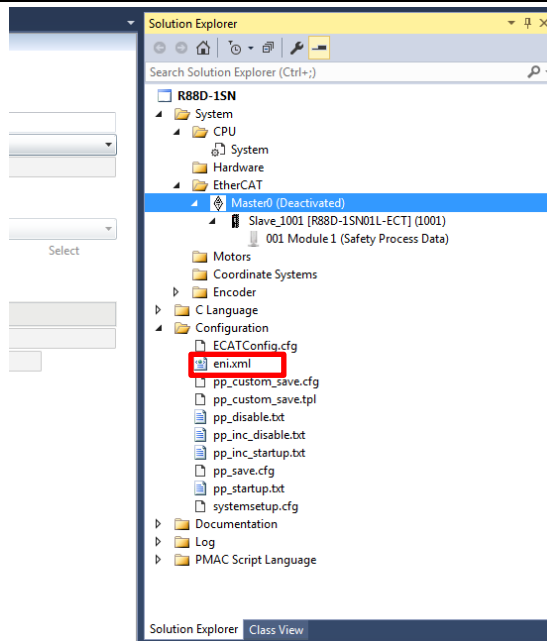 Solution Explorer
Search Solution Explorer (Ctrl+;)
R88D-1SN
System
CPU
System
Hardware
EtherCAT
Master0 (Deactivated)
Slave_1001 [R88D-1SN01L-ECT] (1001)
001 Module 1 (Safety Process Data)
Select
Motors
Coordinate Systems
Encoder
C Language
Configuration
ECATConfig.cfg
eni.xml
pp_custom_save.cfg
pp_custom_save.tpl
pp_disable.txt
pp_inc_disable.txt
pp_inc_startup.txt
pp_save.cfg
pp_startup.txt
systemsetup.cfg
Documentation
Log
PMAC Script Language
Solution Explorer Class View